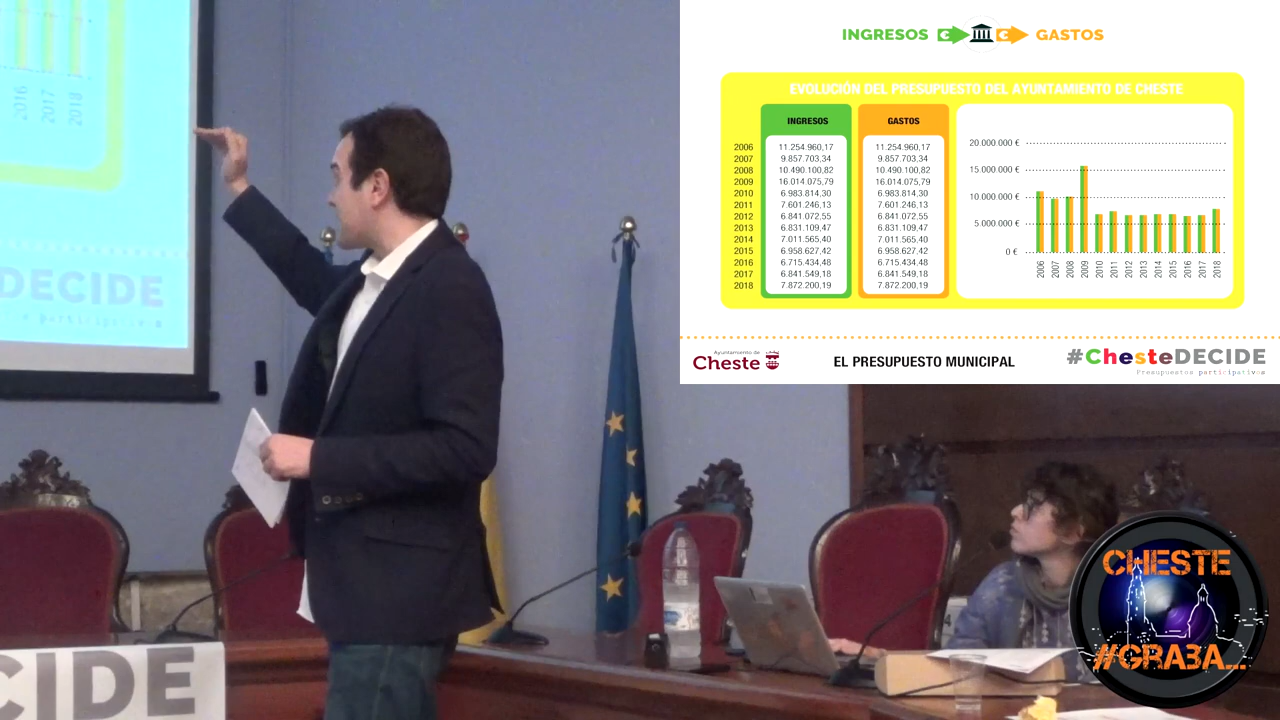 INGRESOS € € GASTOS
EVOLUCIÓN DEL PRESUPUESTO DEL AYUNTAMIENTO DE CHESTE
INGRESOS GASTOS
2006 11.254.960,17 11.254.960,17
2007 9.857.703,34 9.857.703,34
2008 10.490.100,82 10.490.100,82
2009 16.014.075,79 16.014.075,79
2010 6.983.814,30 6.983.814,30
2011 7.601.246,13 7.601.246,13
2012 6.841.072,55 6.841.072,55
2013 6.831.109,47 6.831.109,47
2014 7.011.565,40 7.011.565,40
2015 6.958.627,42 6.958.627,42
2016 6.715.434,48 6.715.434,48
2017 6.841.549,18 6.841.549,18
2018 7.872.200,19 7.872.200,19
20.000.000 €
15.000.000 €
10.000.000 €
5.000.000 €
0 €
2006 2007 2008 2009 2010 2011 2012 2013 2014 2015 2016 2017 2018
Ayuntamiento de
Cheste
EL PRESUPUESTO MUNICIPAL
#ChesteDECIDE
Presupuestos participativos
2016 2017 2018
DECIDE
participativos
CIDE
CHESTE
#GRABA...